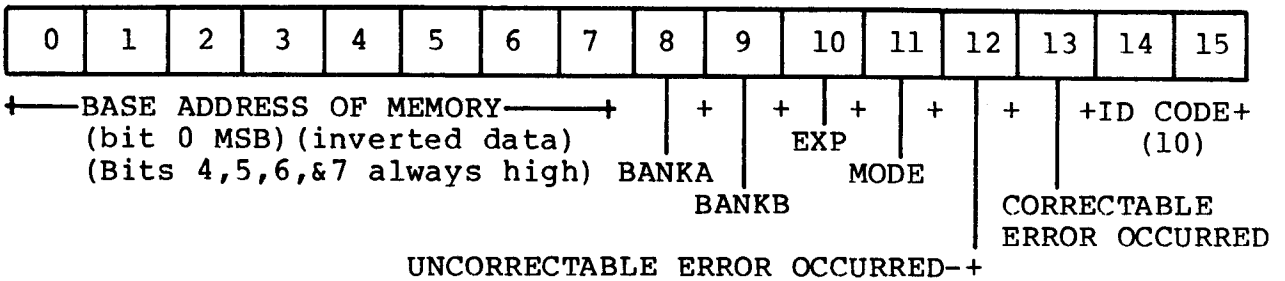 0 1 2 3 4 5 6 7 8 9 10 11 12 13 14 15
+——BASE ADDRESS OF MEMORY——+ + + + + + +ID CODE+
(bit 0 MSB)(inverted data) EXP (10)
(Bits 4,5,6,&7 always high) BANKA MODE
BANKB CORRECTABLE
ERROR OCCURRED
UNCORRECTABLE ERROR OCCURRED-+